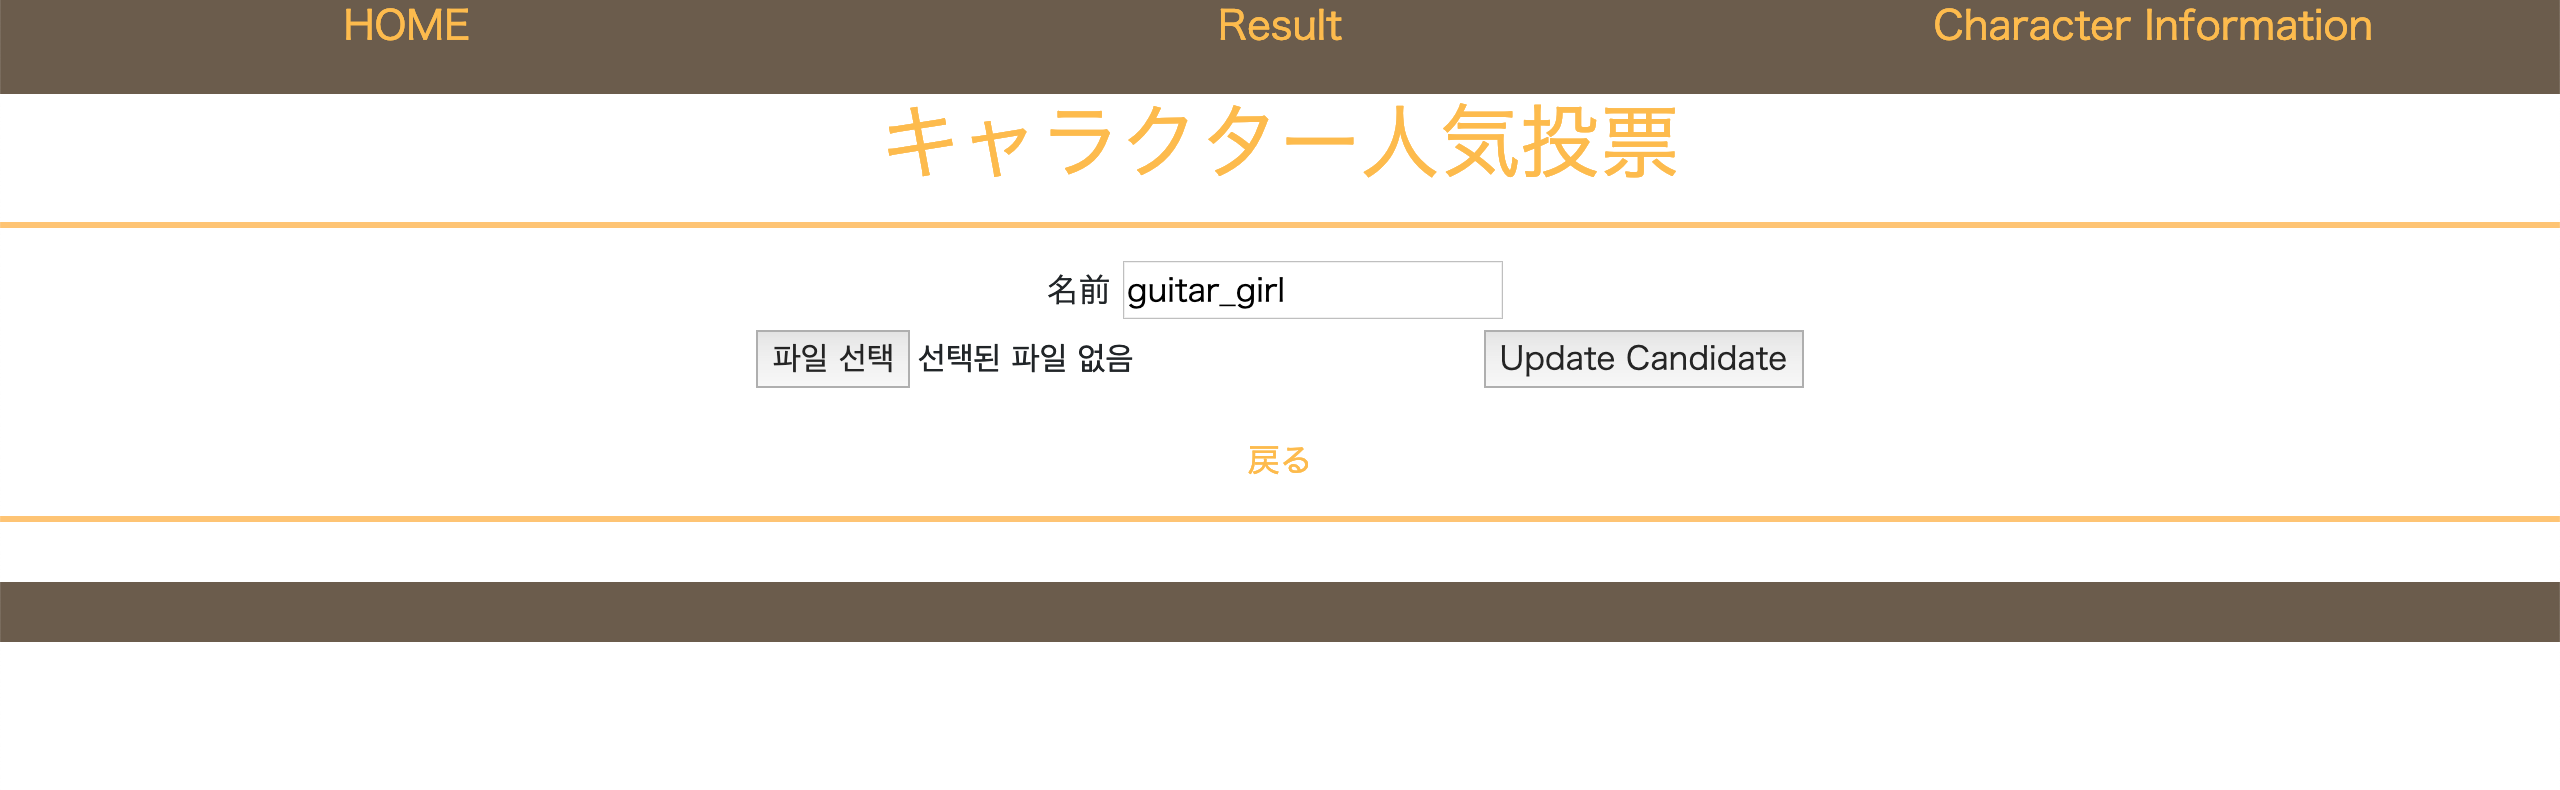 HOME Result Character Information
キャラクター人気投票
名前 guitar_girl
파일 선택 선택된 파일 없음 Update Candidate
戻る